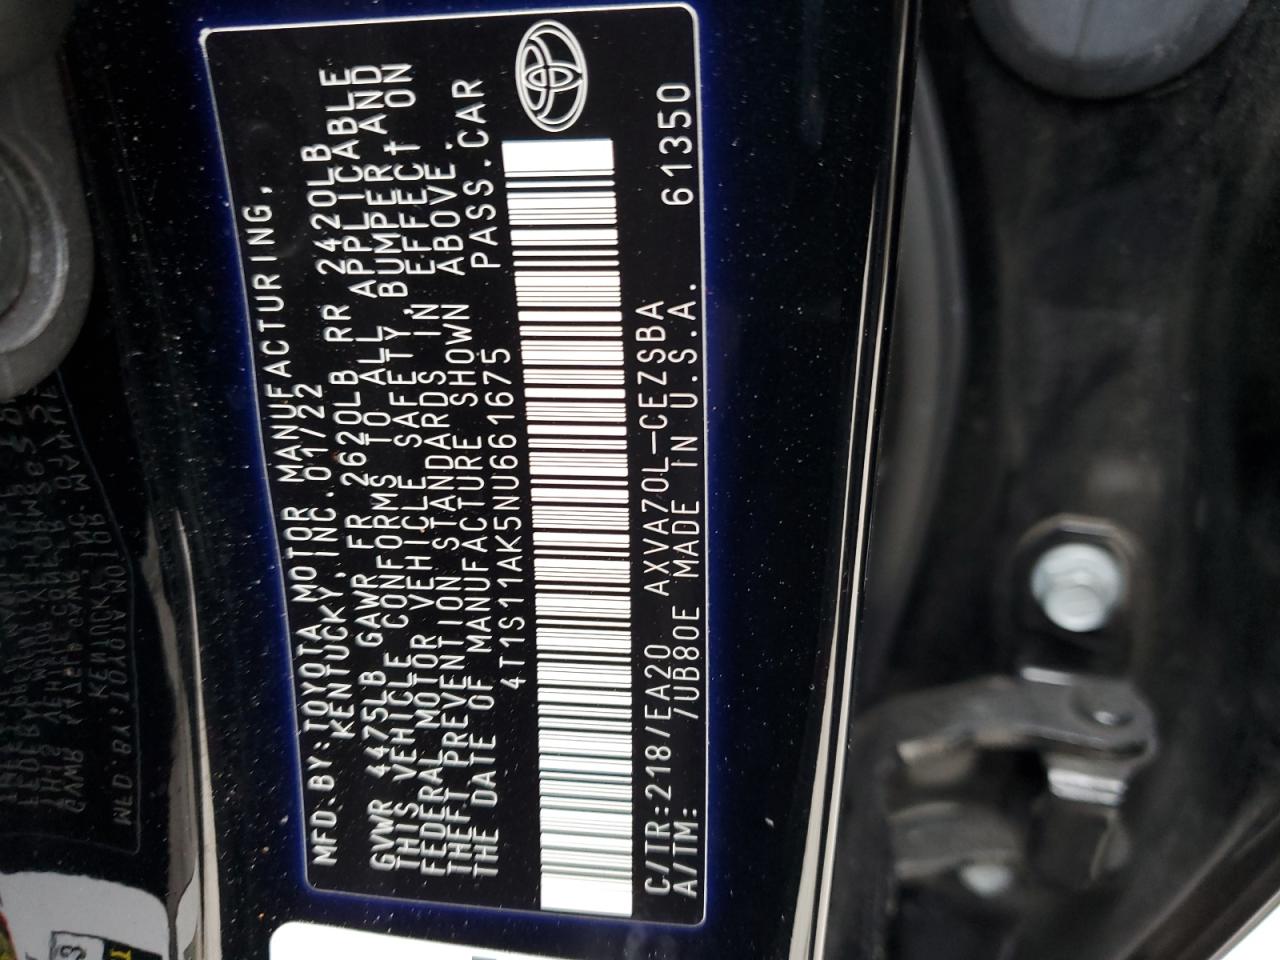 MFD.BY:TOYOTA MOTOR MANUFACTURING,
KENTUCKY,INC.01/22
GVWR 4475LB GAWR FR 2620LB RR 2420LB
THIS VEHICLE CONFORMS TO ALL APPLICABLE
FEDERAL MOTOR VEHICLE SAFETY,BUMPER,AND
THEFT PREVENTION STANDARDS IN EFFECT ON
THE DATE OF MANUFACTURE SHOWN ABOVE.
4T1S11AK5NU661675 PASS.CAR
C/TR:218/EA20 AXVA70L-CEZSBA 61350
A/TM: /UB80E MADE IN U.S.A.